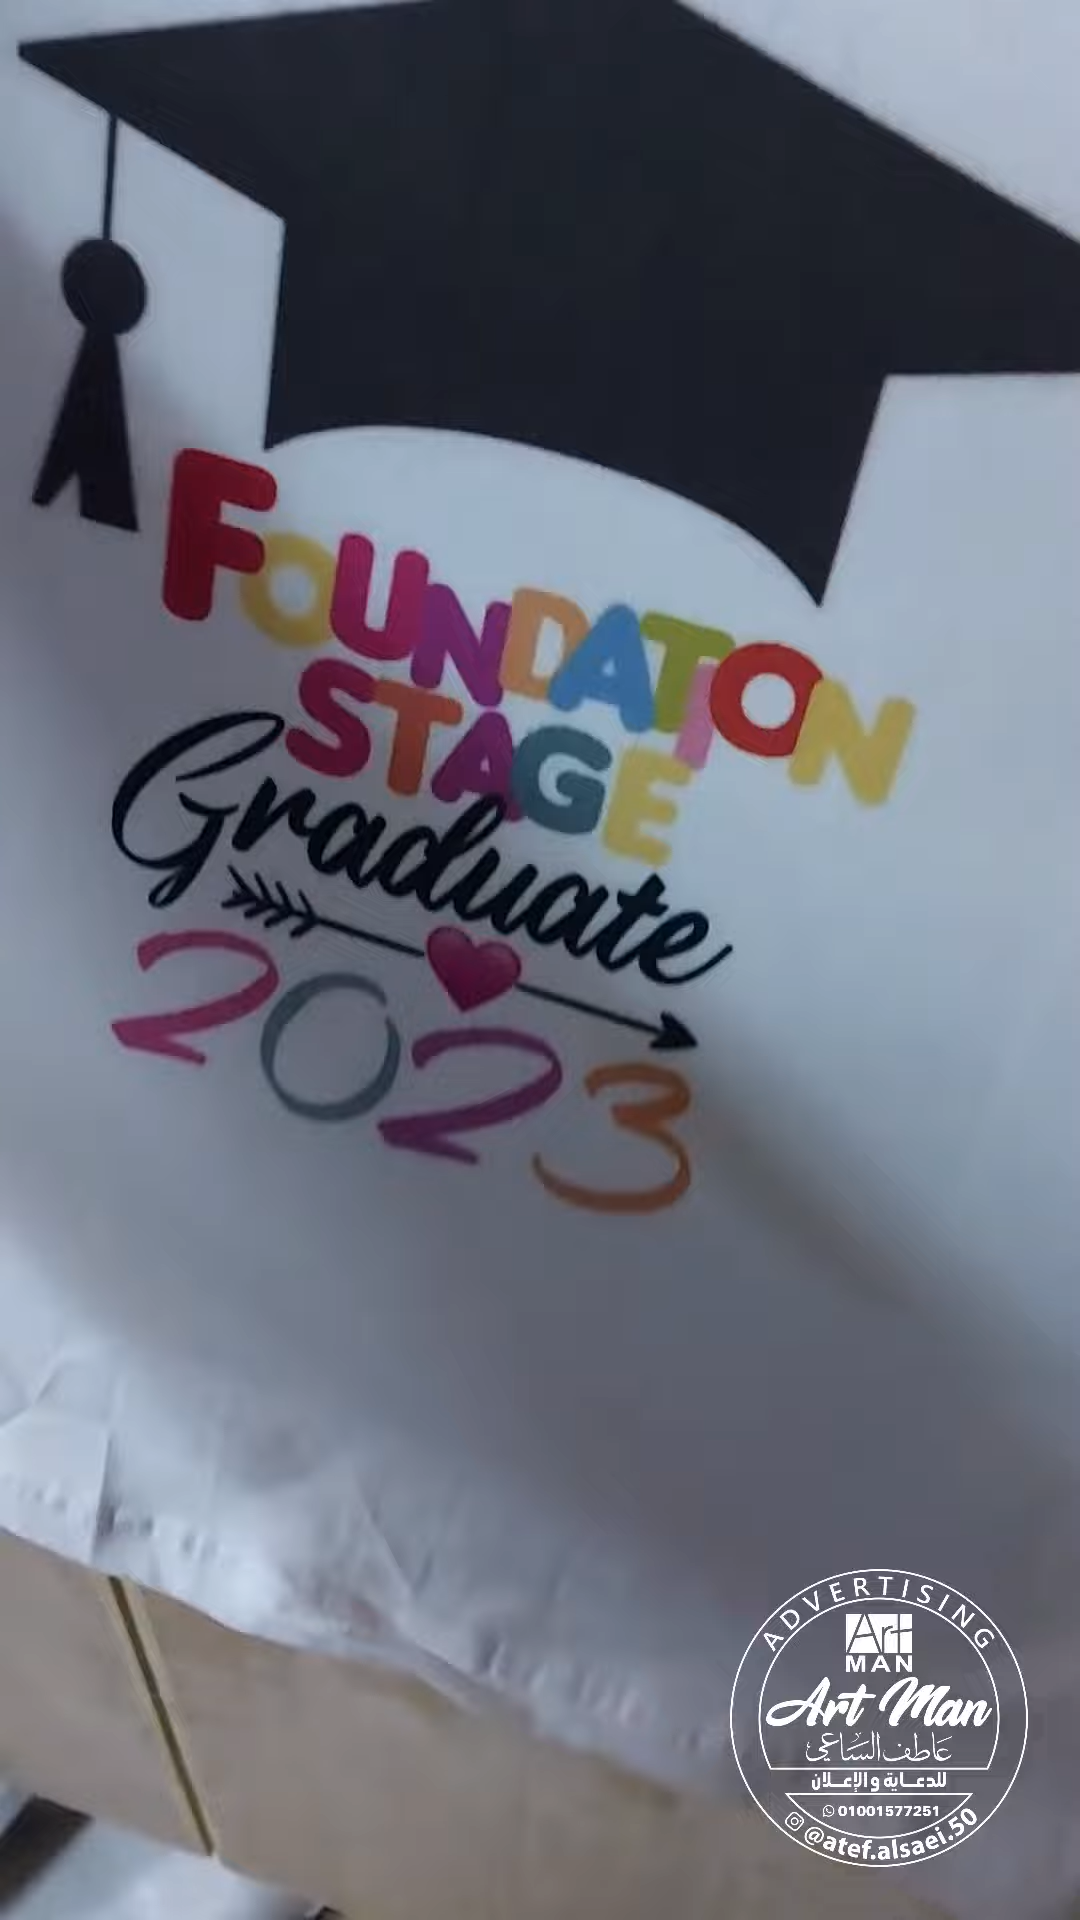 FOUNDATION
STAGE
Graduate
2023
ADVERTISING
Art
MAN
Art Man
عاطف الساعي
للدعاية والإعلان
01001577251
@atef.alsaei.50